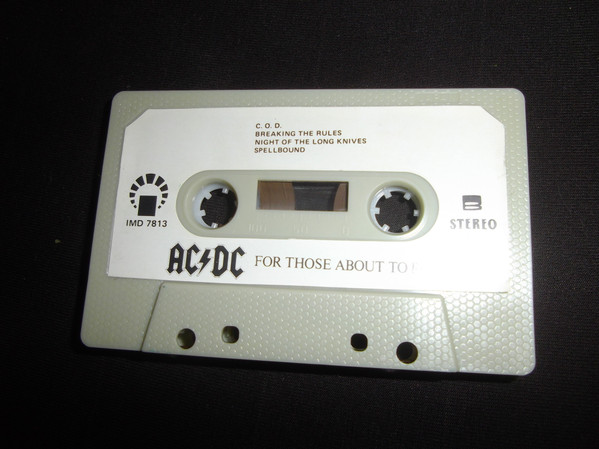 C. O. D.
BREAKING THE RULES
NIGHT OF THE LONG KNIVES
SPELLBOUND
IMD 7813
B
STEREO
AC⚡DC FOR THOSE ABOUT TO